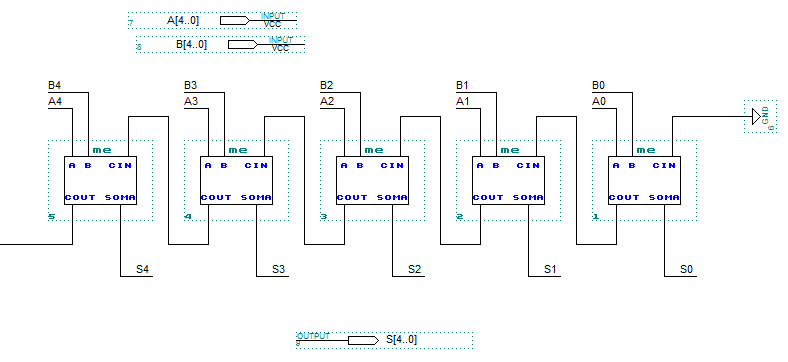 A[4..0] INPUT VCC
7
B[4..0] INPUT VCC
8
B4 B3 B2 B1 B0
A4 A3 A2 A1 A0
GND
6
me me me me me
A B CIN A B CIN A B CIN A B CIN A B CIN
COUT SOMA COUT SOMA COUT SOMA COUT SOMA COUT SOMA
5 4 3 2 1
S4 S3 S2 S1 S0
OUTPUT S[4..0]
9